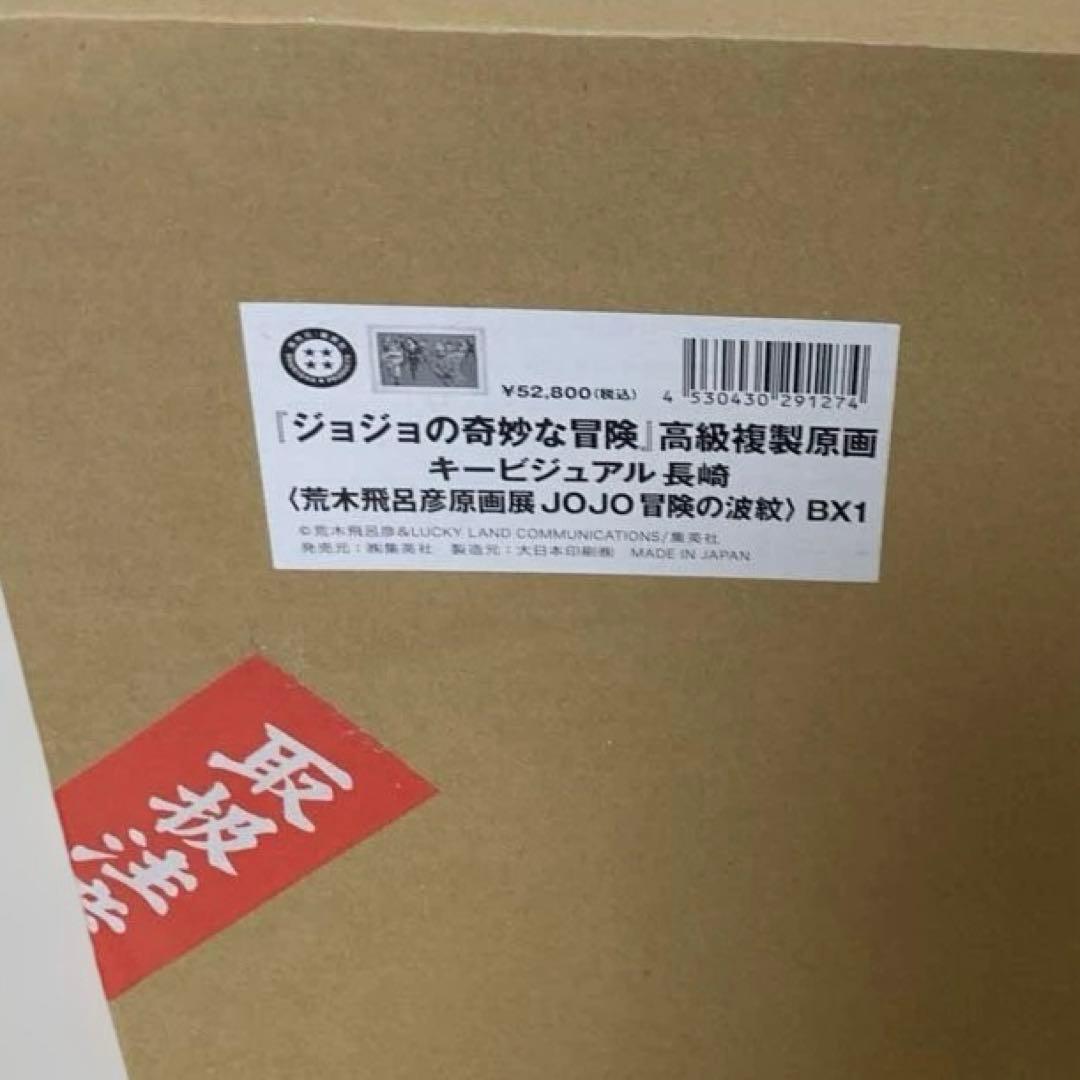 ¥52,800(税込)
4 530430 291274
『ジョジョの奇妙な冒険』高級複製原画
キービジュアル 長崎
〈荒木飛呂彦原画展 JOJO 冒険の波紋〉 BX1
©荒木飛呂彦&LUCKY LAND COMMUNICATIONS/集英社
発売元:㈱集英社 製造元:大日本印刷㈱ MADE IN JAPAN
取扱注